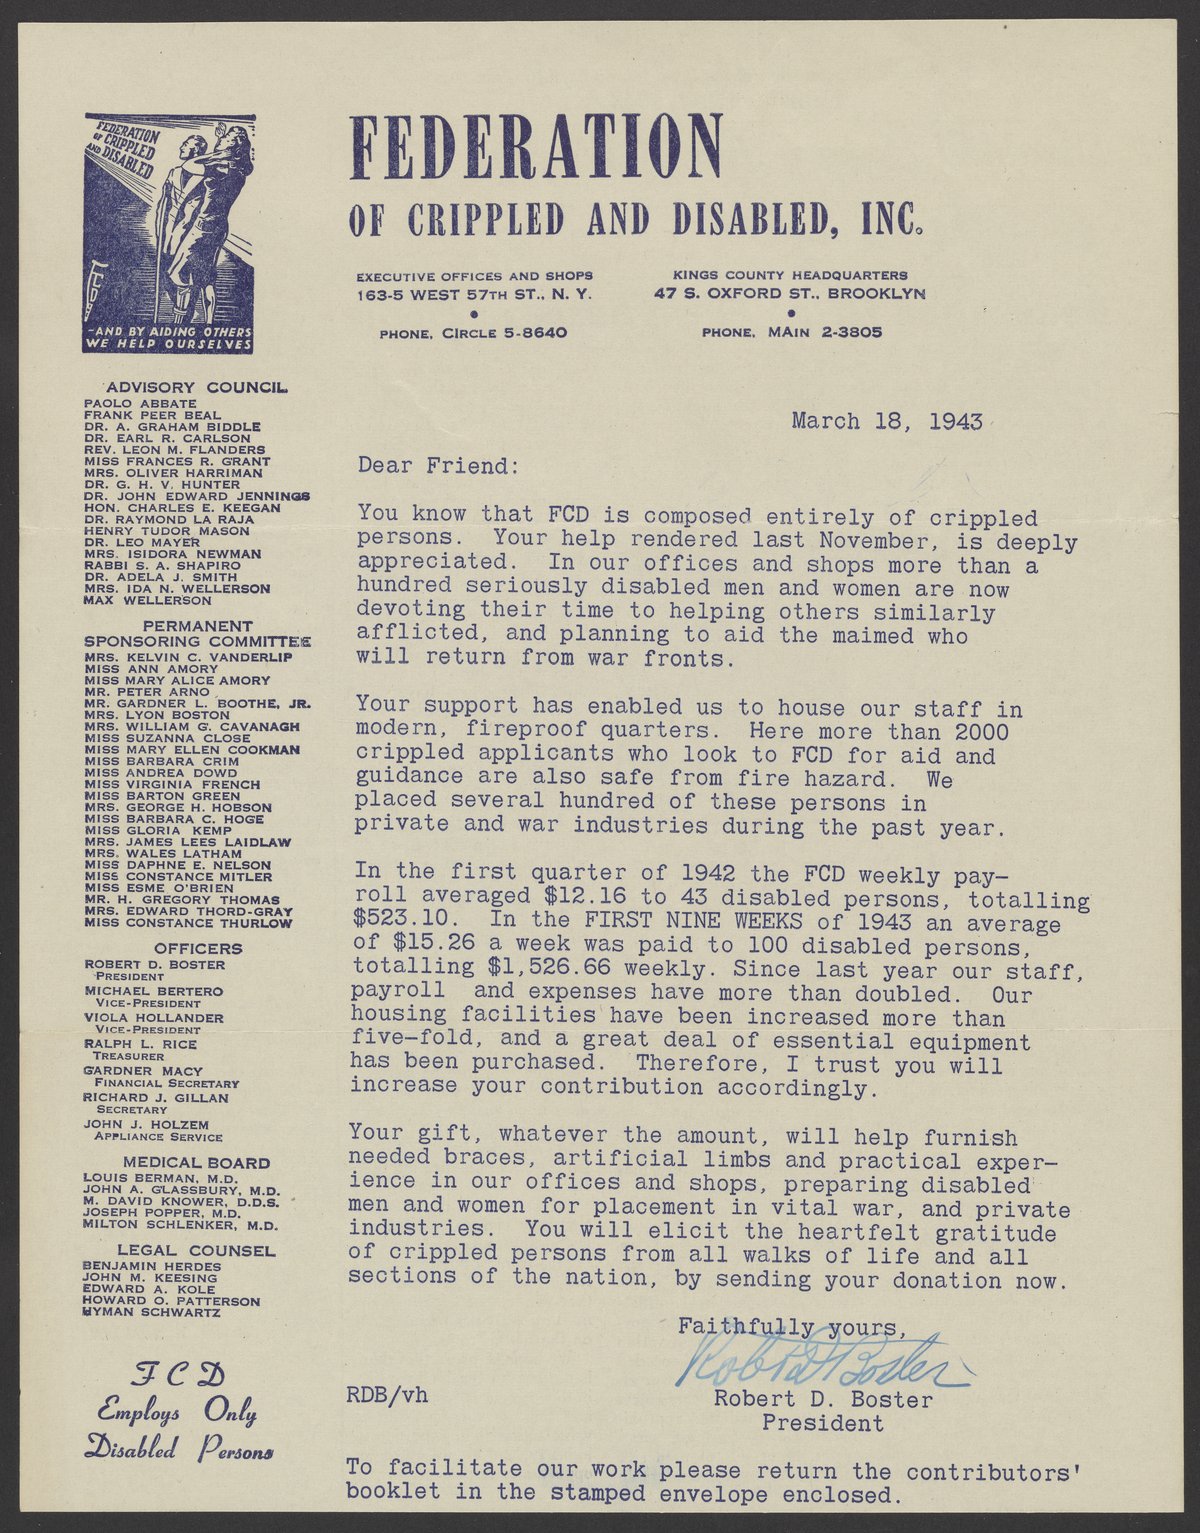 FEDERATION
OF CRIPPLED
AND DISABLED
FCD
-AND BY AIDING OTHERS
WE HELP OURSELVES
FEDERATION
OF CRIPPLED AND DISABLED, INC.
EXECUTIVE OFFICES AND SHOPS
163-5 WEST 57TH ST., N. Y.
PHONE, CIRCLE 5-8640
KINGS COUNTY HEADQUARTERS
47 S. OXFORD ST., BROOKLYN
PHONE, MAIN 2-3805
ADVISORY COUNCIL
PAOLO ABBATE
FRANK PEER BEAL
DR. A. GRAHAM BIDDLE
DR. EARL R. CARLSON
REV. LEON M. FLANDERS
MISS FRANCES R. GRANT
MRS. OLIVER HARRIMAN
DR. G. H. V. HUNTER
DR. JOHN EDWARD JENNINGS
HON. CHARLES E. KEEGAN
DR. RAYMOND LA RAJA
HENRY TUDOR MASON
DR. LEO MAYER
MRS. ISIDORA NEWMAN
RABBI S. A. SHAPIRO
DR. ADELA J. SMITH
MRS. IDA N. WELLERSON
MAX WELLERSON
PERMANENT
SPONSORING COMMITTEE
MRS. KELVIN C. VANDERLIP
MISS ANN AMORY
MISS MARY ALICE AMORY
MR. PETER ARNO
MR. GARDNER L. BOOTHE, JR.
MRS. LYON BOSTON
MRS. WILLIAM G. CAVANAGH
MISS SUZANNA CLOSE
MISS MARY ELLEN COOKMAN
MISS BARBARA CRIM
MISS ANDREA DOWD
MISS VIRGINIA FRENCH
MISS BARTON GREEN
MRS. GEORGE H. HOBSON
MISS BARBARA C. HOGE
MISS GLORIA KEMP
MRS. JAMES LEES LAIDLAW
MRS. WALES LATHAM
MISS DAPHNE E. NELSON
MISS CONSTANCE MITLER
MISS ESME O'BRIEN
MR. H. GREGORY THOMAS
MRS. EDWARD THORD-GRAY
MISS CONSTANCE THURLOW
OFFICERS
ROBERT D. BOSTER
PRESIDENT
MICHAEL BERTERO
VICE-PRESIDENT
VIOLA HOLLANDER
VICE-PRESIDENT
RALPH L. RICE
TREASURER
GARDNER MACY
FINANCIAL SECRETARY
RICHARD J. GILLAN
SECRETARY
JOHN J. HOLZEM
APPLIANCE SERVICE
MEDICAL BOARD
LOUIS BERMAN, M.D.
JOHN A. GLASSBURY, M.D.
M. DAVID KNOWER, D.D.S.
JOSEPH POPPER, M.D.
MILTON SCHLENKER, M.D.
LEGAL COUNSEL
BENJAMIN HERDES
JOHN M. KEESING
EDWARD A. KOLE
HOWARD O. PATTERSON
HYMAN SCHWARTZ
FCD
Employs Only
Disabled Persons
March 18, 1943
Dear Friend:
You know that FCD is composed entirely of crippled
persons. Your help rendered last November, is deeply
appreciated. In our offices and shops more than a
hundred seriously disabled men and women are now
devoting their time to helping others similarly
afflicted, and planning to aid the maimed who
will return from war fronts.
Your support has enabled us to house our staff in
modern, fireproof quarters. Here more than 2000
crippled applicants who look to FCD for aid and
guidance are also safe from fire hazard. We
placed several hundred of these persons in
private and war industries during the past year.
In the first quarter of 1942 the FCD weekly pay-
roll averaged $12.16 to 43 disabled persons, totalling
$523.10. In the FIRST NINE WEEKS of 1943 an average
of $15.26 a week was paid to 100 disabled persons,
totalling $1,526.66 weekly. Since last year our staff,
payroll and expenses have more than doubled. Our
housing facilities have been increased more than
five-fold, and a great deal of essential equipment
has been purchased. Therefore, I trust you will
increase your contribution accordingly.
Your gift, whatever the amount, will help furnish
needed braces, artificial limbs and practical exper-
ience in our offices and shops, preparing disabled
men and women for placement in vital war, and private
industries. You will elicit the heartfelt gratitude
of crippled persons from all walks of life and all
sections of the nation, by sending your donation now.
Faithfully yours,
Robt D Boster
RDB/vh
Robert D. Boster
President
To facilitate our work please return the contributors'
booklet in the stamped envelope enclosed.